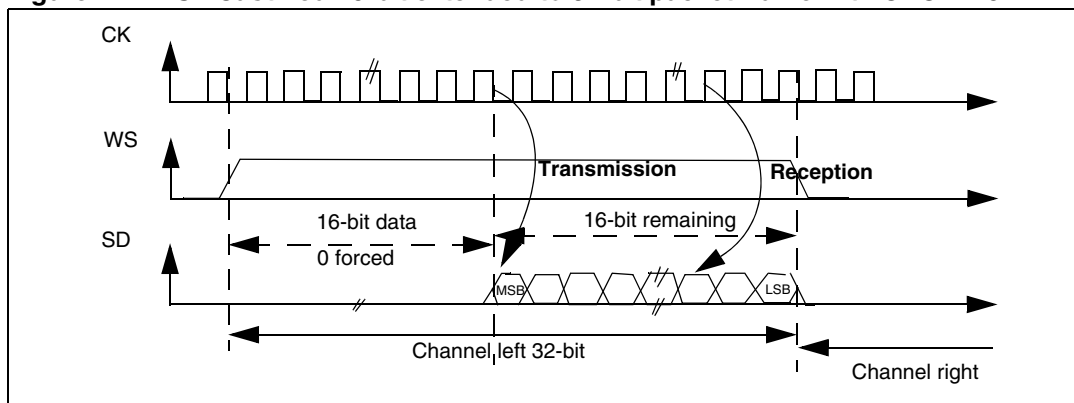 CK
WS
Transmission
Reception
16-bit data
16-bit remaining
SD
0 forced
MSB
LSB
Channel left 32-bit
Channel right